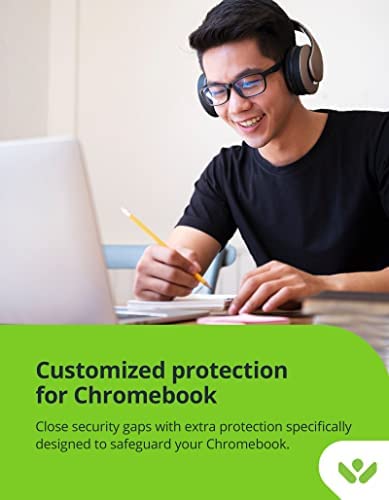 Customized protection
for Chromebook
Close security gaps with extra protection specifically
designed to safeguard your Chromebook.